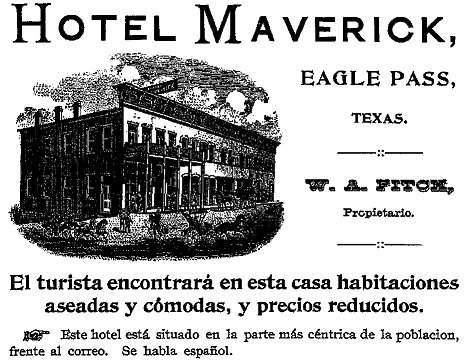 HOTEL MAVERICK,
EAGLE PASS,
TEXAS.
W. A. FITCH,
Propietario.
El turista encontrará en esta casa habitaciones
aseadas y cómodas, y precios reducidos.
☞ Este hotel está situado en la parte más céntrica de la poblacion,
frente al correo. Se habla español.